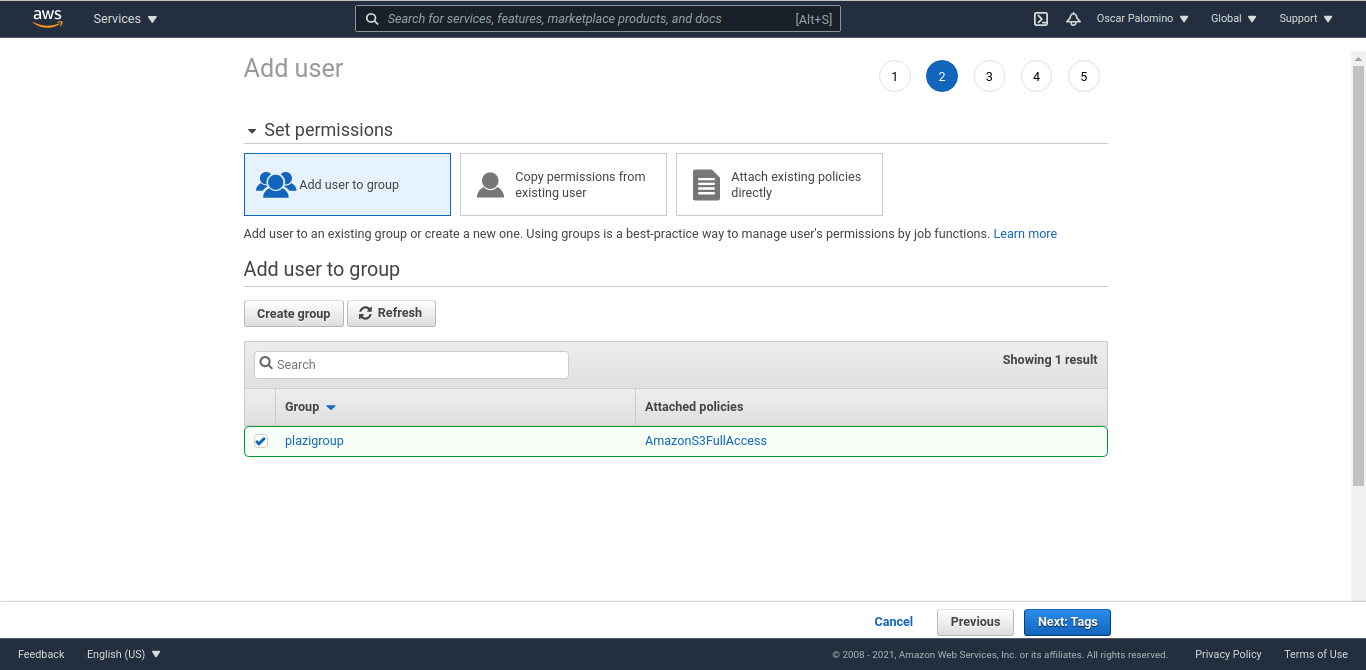 aws
Services
Search for services, features, marketplace products, and docs
[Alt+S]
Oscar Palomino
Global
Support
Add user
1
2
3
4
5
Set permissions
Add user to group
Copy permissions from
existing user
Attach existing policies
directly
Add user to an existing group or create a new one. Using groups is a best-practice way to manage user's permissions by job functions. Learn more
Add user to group
Create group
Refresh
Search
Showing 1 result
Group
Attached policies
plazigroup
AmazonS3FullAccess
Cancel
Previous
Next: Tags
Feedback
English (US)
© 2008 - 2021, Amazon Web Services, Inc. or its affiliates. All rights reserved.
Privacy Policy
Terms of Use